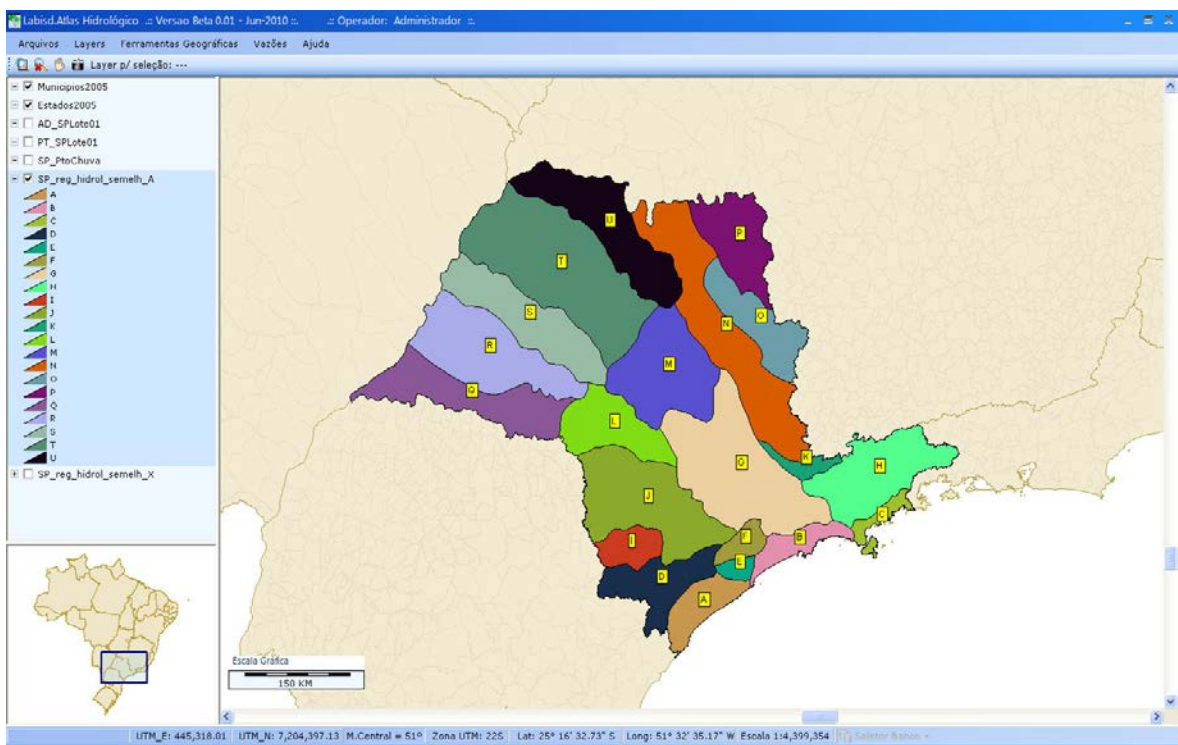 Labisd.Atlas Hidrológico .:: Versao Beta 0.01 - Jun-2010 ::. .:: Operador: Administrador ::.
Arquivos Layers Ferramentas Geográficas Vazões Ajuda
Layer p/ seleção: ---
Municipios2005
Estados2005
AD_SPLote01
PT_SPLote01
SP_PtoChuva
SP_reg_hidrol_semelh_A
A
B
C
D
E
F
G
H
I
J
K
L
M
N
O
P
Q
R
S
T
U
SP_reg_hidrol_semelh_X
U
P
T
S
N
O
R
M
Q
L
K
G
H
J
C
I
F
B
E
D
A
Escala Gráfica
150 KM
UTM_E: 445,318.01 UTM_N: 7,204,397.13 M.Central = 51º Zona UTM: 22S Lat: 25° 16' 32.73" S Long: 51° 32' 35.17" W Escala 1:4,399,354 Seletor Banco